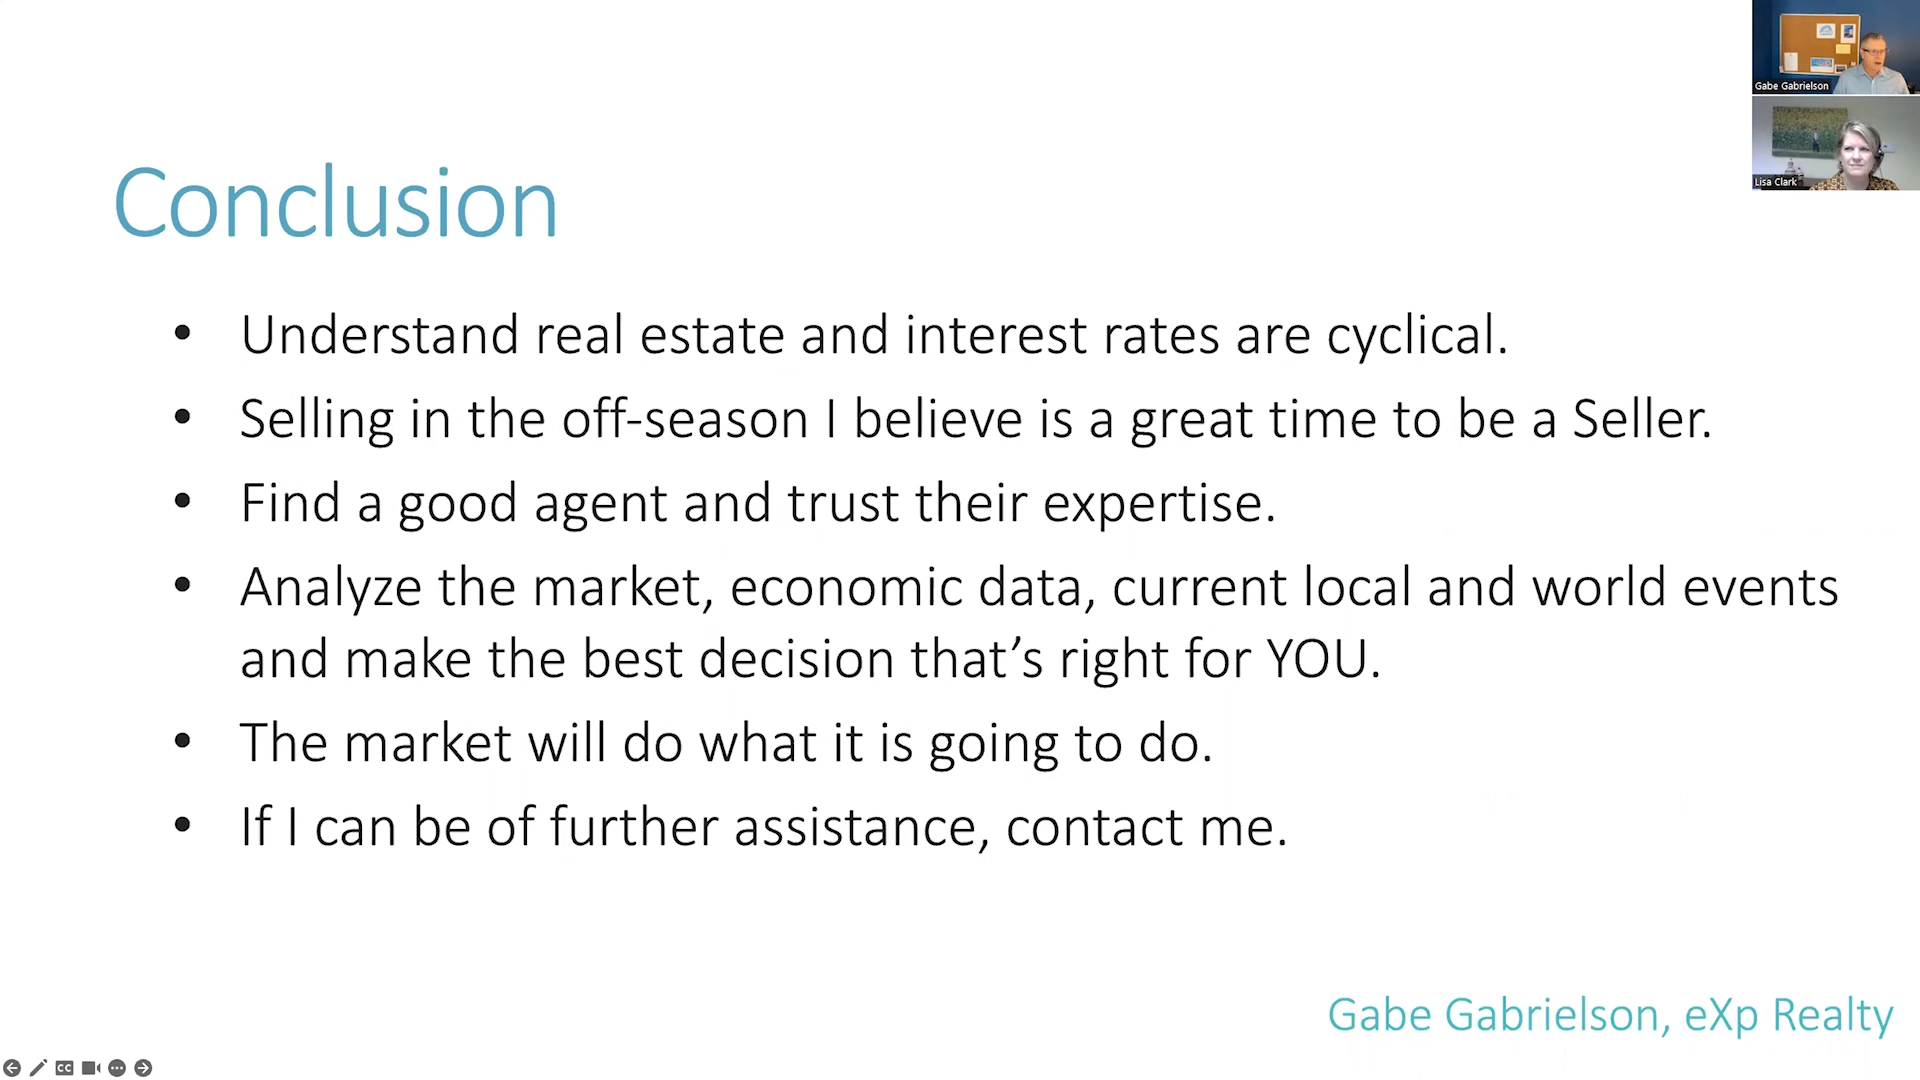 Gabe Gabrielson
Lisa Clark
Conclusion
• Understand real estate and interest rates are cyclical.
• Selling in the off-season I believe is a great time to be a Seller.
• Find a good agent and trust their expertise.
• Analyze the market, economic data, current local and world events
and make the best decision that’s right for YOU.
• The market will do what it is going to do.
• If I can be of further assistance, contact me.
Gabe Gabrielson, eXp Realty
CC